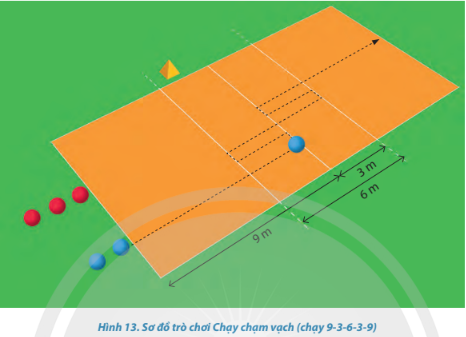 3 m
6 m
9 m
Hình 13. Sơ đồ trò chơi Chạy chạm vạch (chạy 9-3-6-3-9)